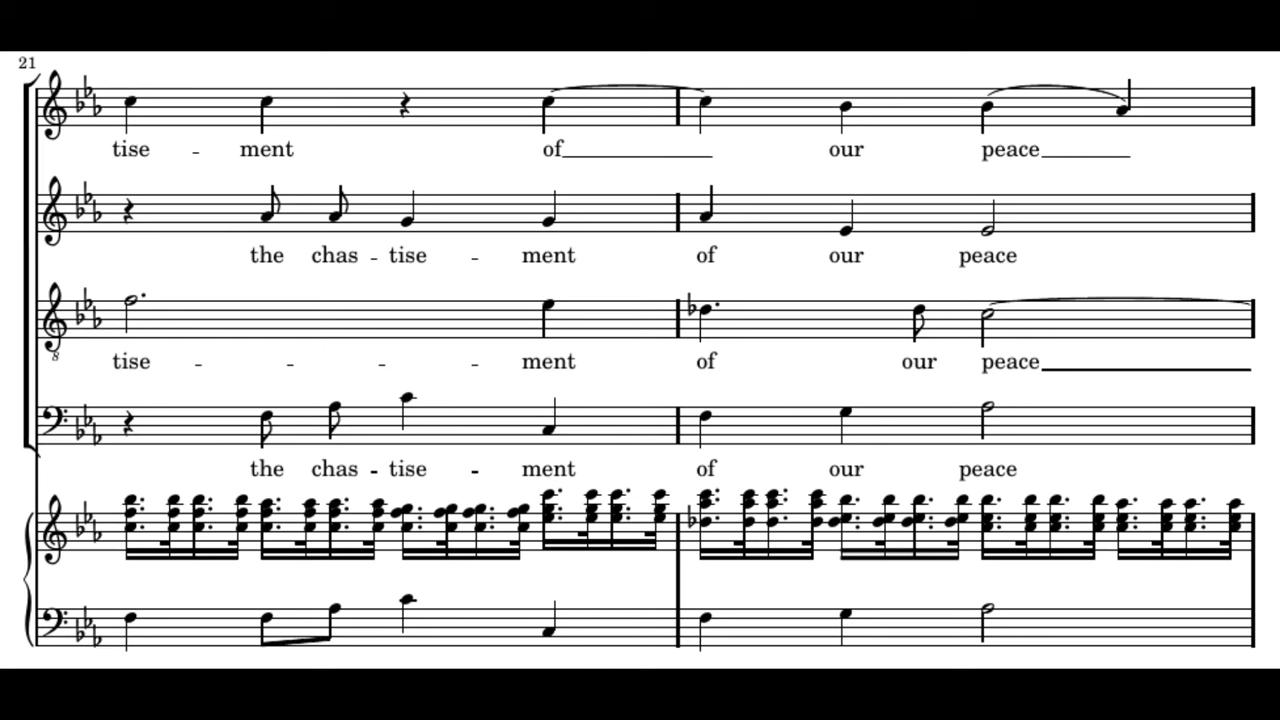 21
tise - ment of our peace
the chas - tise - ment of our peace
8
tise - - - - ment of our peace
the chas - tise - ment of our peace